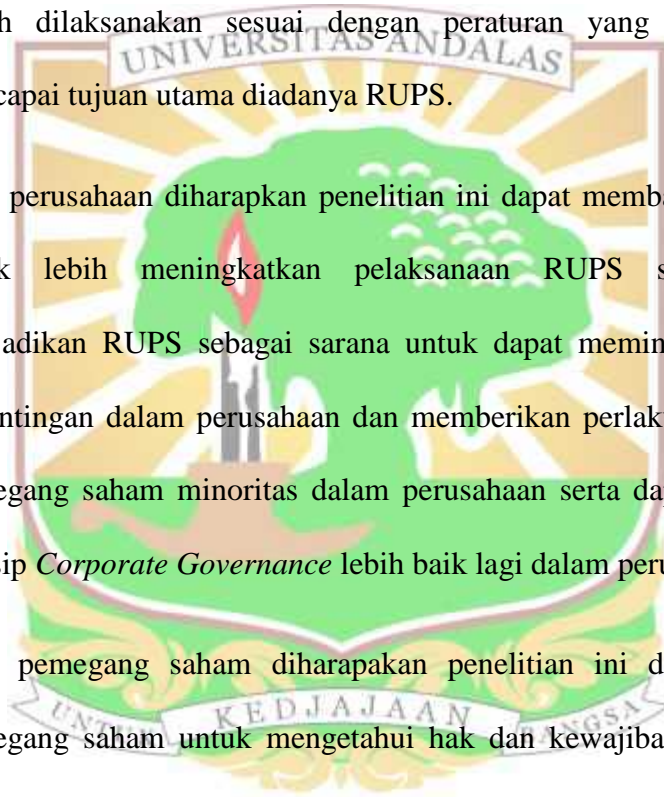 h dilaksanakan sesuai dengan peraturan yang
UNIVERSITAS ANDALAS
capai tujuan utama diadanya RUPS.
perusahaan diharapkan penelitian ini dapat memba
k lebih meningkatkan pelaksanaan RUPS s
adikan RUPS sebagai sarana untuk dapat memin
ntingan dalam perusahaan dan memberikan perlak
egang saham minoritas dalam perusahaan serta da
sip Corporate Governance lebih baik lagi dalam peru
pemegang saham diharapakan penelitian ini d
UNTUK KEDJAJAAN BANGSA
egang saham untuk mengetahui hak dan kewajiba